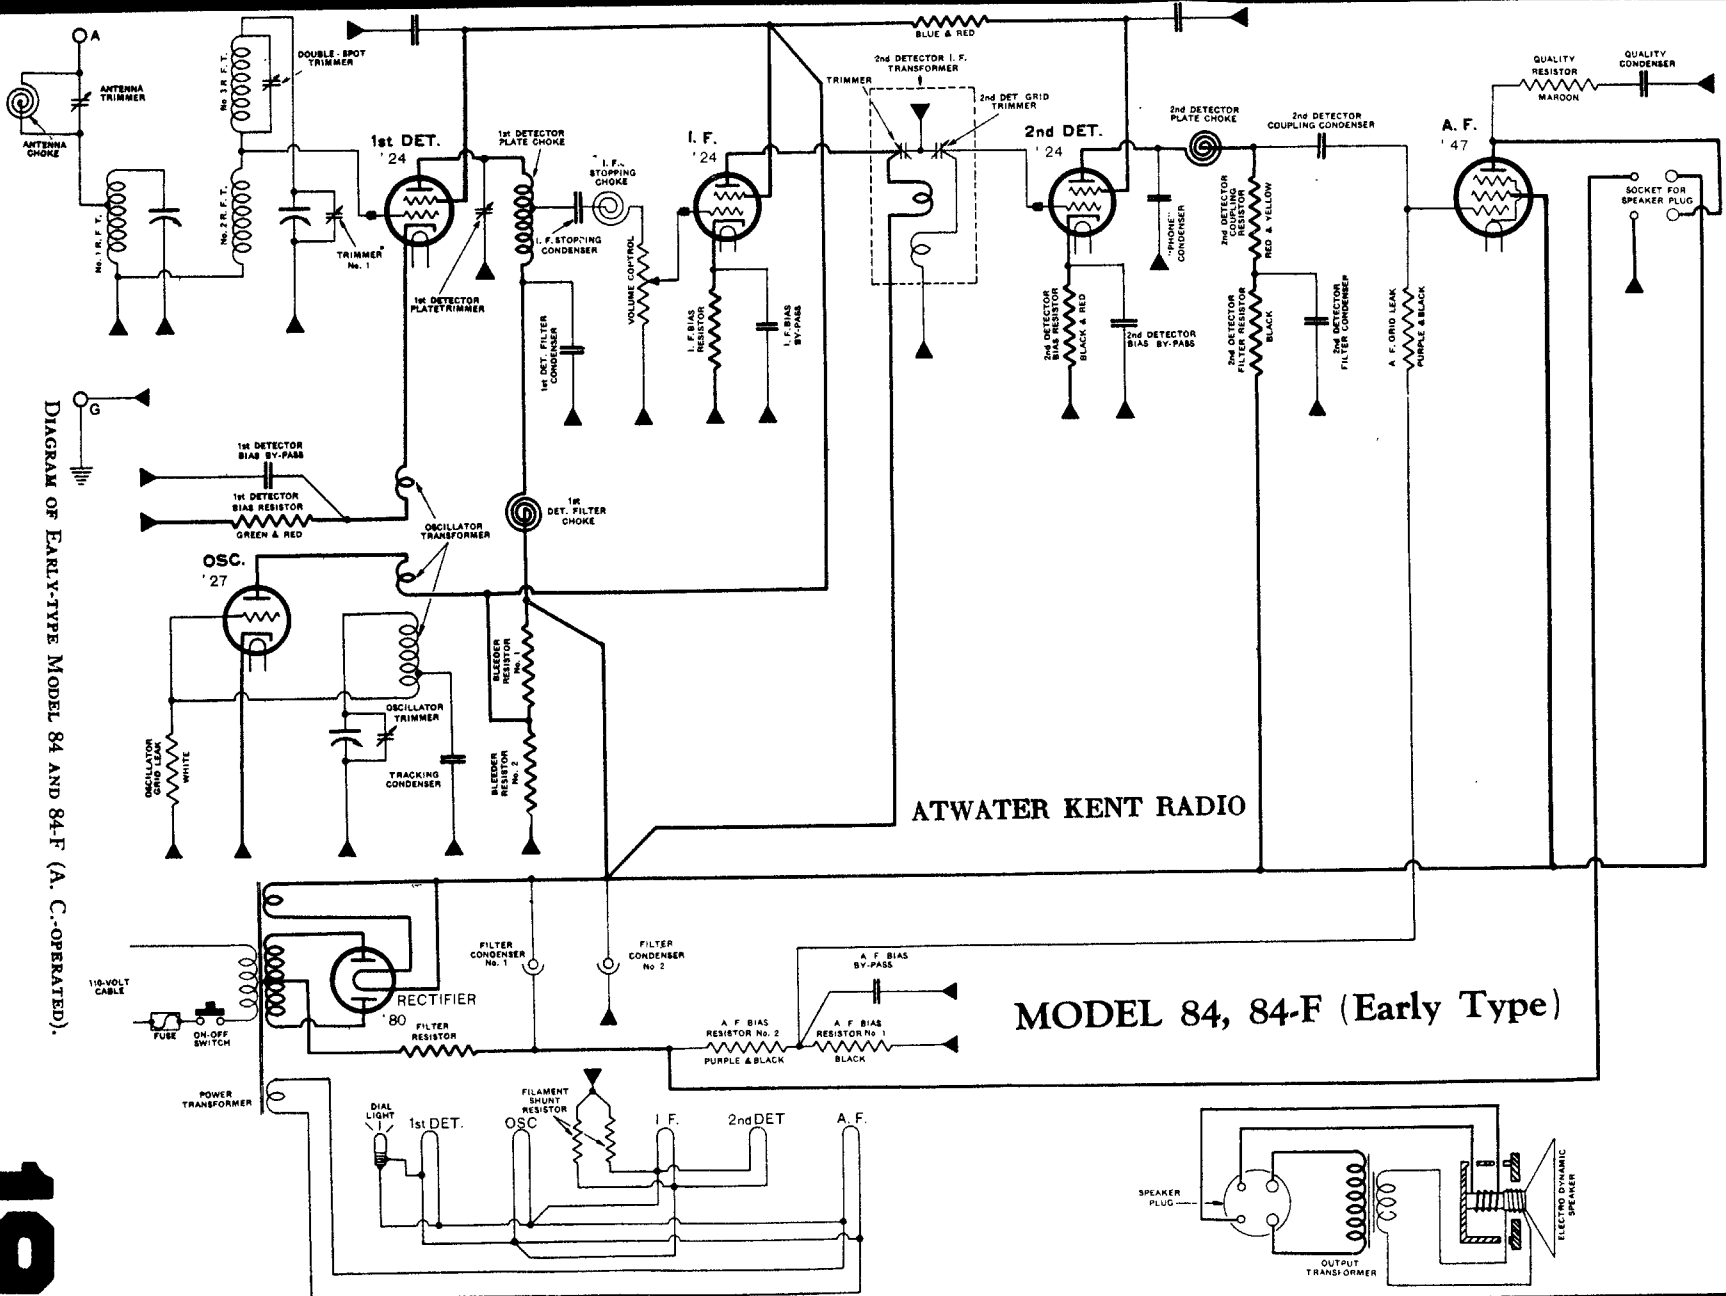 A
ANTENNA
TRIMMER
ANTENNA
CHOKE
No. 1 R. F. T.
No 3 R. F. T.
DOUBLE-SPOT
TRIMMER
No. 2 R. F. T.
TRIMMER
No. 1
1st DET.
'24
1st DETECTOR
PLATE CHOKE
1st DETECTOR
PLATE TRIMMER
I. F.
STOPPING
CHOKE
I. F. STOPPING
CONDENSER
VOLUME CONTROL
1st DET. FILTER
CONDENSER
I. F.
'24
I. F. BIAS
RESISTOR
I. F. BIAS
BY-PASS
BLUE & RED
2nd DETECTOR I. F.
TRANSFORMER
TRIMMER
2nd DET GRID
TRIMMER
2nd DET.
'24
2nd DETECTOR
PLATE CHOKE
2nd DETECTOR
COUPLING CONDENSER
"PHONE"
CONDENSER
2nd DETECTOR
COUPLING
RESISTOR
RED & YELLOW
2nd DETECTOR
BIAS RESISTOR
BLACK & RED
2nd DETECTOR
BIAS BY-PASS
2nd DETECTOR
FILTER RESISTOR
BLACK
2nd DETECTOR
FILTER CONDENSER
A F. GRID LEAK
PURPLE & BLACK
A. F.
'47
QUALITY
RESISTOR
MAROON
QUALITY
CONDENSER
SOCKET FOR
SPEAKER PLUG
G
1st DETECTOR
BIAS BY-PASS
1st DETECTOR
BIAS RESISTOR
GREEN & RED
OSCILLATOR
TRANSFORMER
1st
DET. FILTER
CHOKE
OSC.
'27
OSCILLATOR
GRID LEAK
WHITE
OSCILLATOR
TRIMMER
TRACKING
CONDENSER
BLEEDER
RESISTOR
No. 1
BLEEDER
RESISTOR
No. 2
DIAGRAM OF EARLY-TYPE MODEL 84 AND 84-F (A. C.-OPERATED).
ATWATER KENT RADIO
110-VOLT
CABLE
FUSE
ON-OFF
SWITCH
POWER
TRANSFORMER
RECTIFIER
'80
FILTER
RESISTOR
FILTER
CONDENSER
No. 1
FILTER
CONDENSER
No 2
A F BIAS
BY-PASS
A F BIAS
RESISTOR No. 2
PURPLE & BLACK
A F BIAS
RESISTOR No 1
BLACK
MODEL 84, 84-F (Early Type)
DIAL
LIGHT
1st DET.
OSC
FILAMENT
SHUNT
RESISTOR
I F.
2nd DET
A. F.
SPEAKER
PLUG
OUTPUT
TRANSFORMER
ELECTRO DYNAMIC
SPEAKER
10